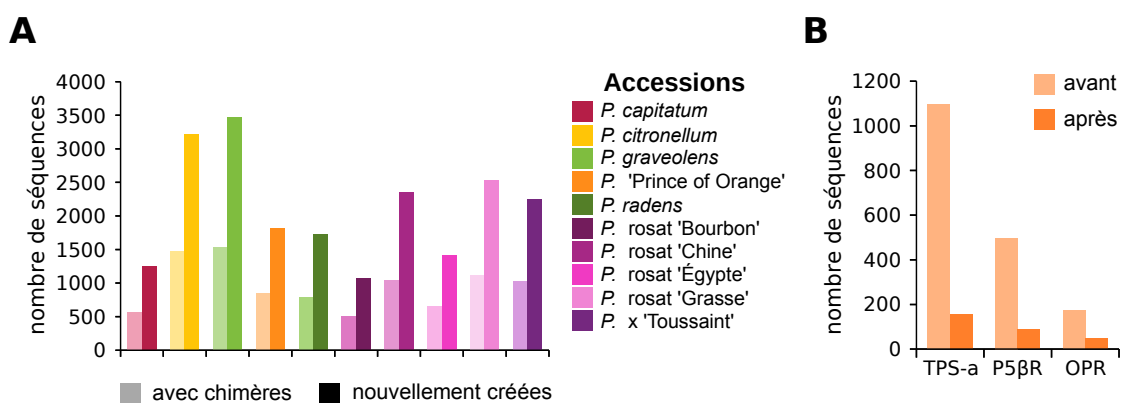 A
nombre de séquences
4000
3500
3000
2500
2000
1500
1000
500
0
avec chimères
nouvellement créées
Accessions
P. capitatum
P. citronellum
P. graveolens
P. 'Prince of Orange'
P. radens
P. rosat 'Bourbon'
P. rosat 'Chine'
P. rosat 'Égypte'
P. rosat 'Grasse'
P. x 'Toussaint'
B
nombre de séquences
1200
1000
800
600
400
200
0
TPS-a P5βR OPR
avant
après